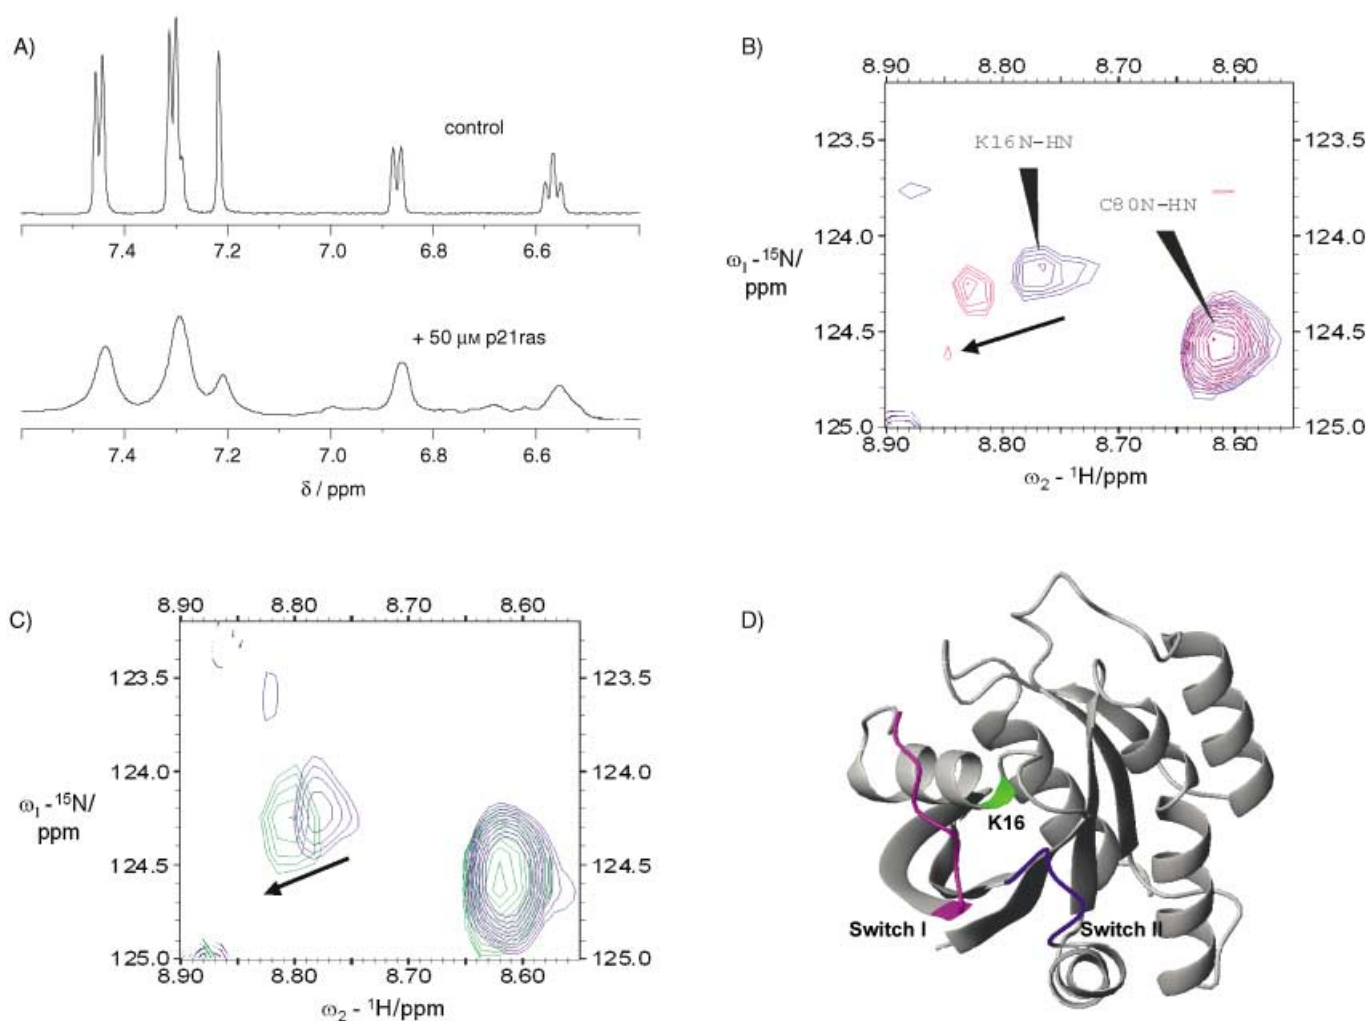 A)
control
7.4 7.2 7.0 6.8 6.6
+ 50 μM p21ras
7.4 7.2 7.0 6.8 6.6
δ / ppm
B)
8.90 8.80 8.70 8.60
123.5 123.5
K16N-HN
C80N-HN
124.0 124.0
ω1 - 15N/
ppm
124.5 124.5
125.0 125.0
8.90 8.80 8.70 8.60
ω2 - 1H/ppm
C)
8.90 8.80 8.70 8.60
123.5 123.5
124.0 124.0
ω1 - 15N/
ppm
124.5 124.5
125.0 125.0
8.90 8.80 8.70 8.60
ω2 - 1H/ppm
D)
K16
Switch I
Switch II